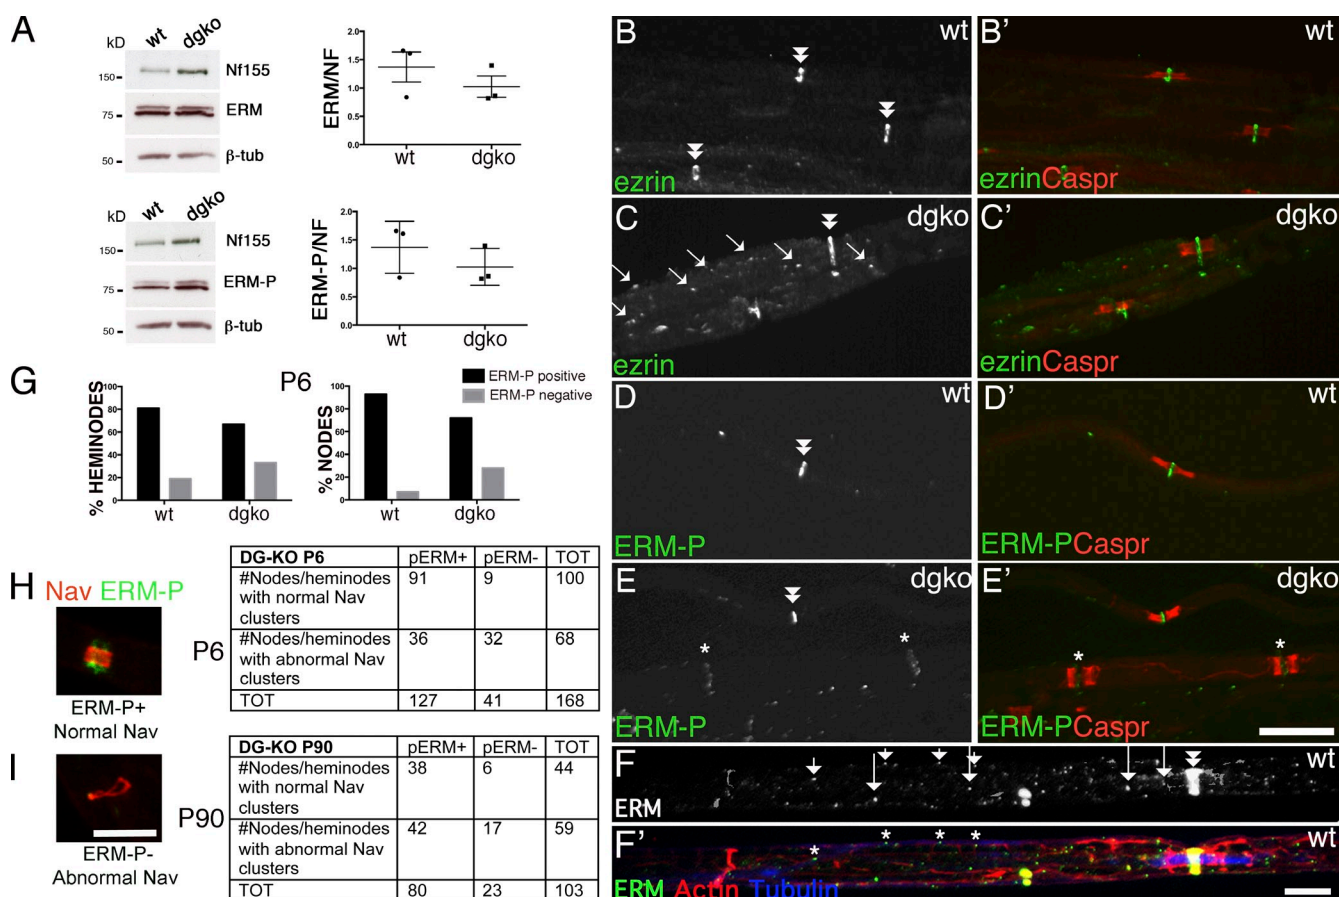 A
kD
wt
dgko
150
Nf155
75
ERM
50
β-tub
ERM/NF
2.0
1.5
1.0
0.5
0.0
wt
dgko
kD
wt
dgko
150
Nf155
75
ERM-P
50
β-tub
ERM-P/NF
2.0
1.5
1.0
0.5
0.0
wt
dgko
B
wt
ezrin
B'
wt
ezrinCaspr
C
dgko
ezrin
C'
dgko
ezrinCaspr
D
wt
ERM-P
D'
wt
ERM-PCaspr
E
dgko
*
*
ERM-P
E'
dgko
*
*
ERM-PCaspr
F
wt
ERM
F'
wt
* * * *
ERM Actin Tubulin
G
P6
ERM-P positive
ERM-P negative
% HEMINODES
100
80
60
40
20
0
wt
dgko
% NODES
100
80
60
40
20
0
wt
dgko
H
Nav ERM-P
ERM-P+
Normal Nav
P6
DG-KO P6 pERM+ pERM- TOT
#Nodes/heminodes 91 9 100
with normal Nav
clusters
#Nodes/heminodes 36 32 68
with abnormal Nav
clusters
TOT 127 41 168
I
ERM-P-
Abnormal Nav
P90
DG-KO P90 pERM+ pERM- TOT
#Nodes/heminodes 38 6 44
with normal Nav
clusters
#Nodes/heminodes 42 17 59
with abnormal Nav
clusters
TOT 80 23 103